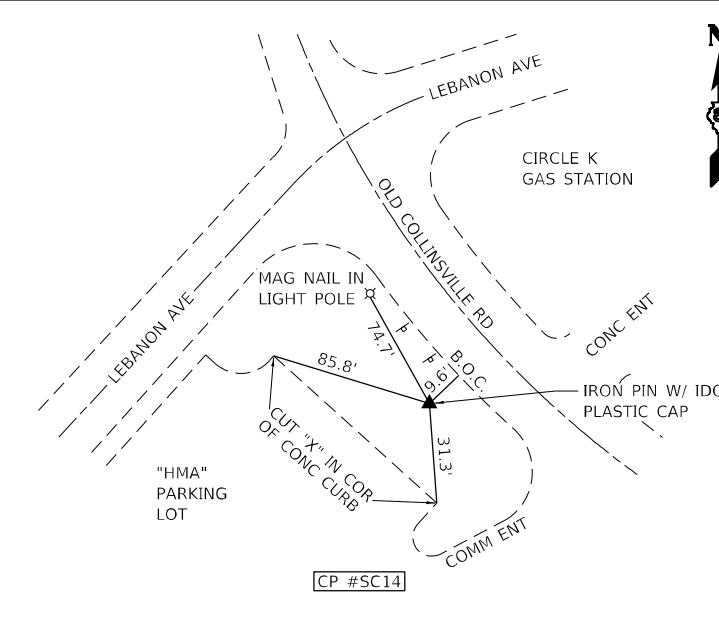 N
LEBANON AVE
CIRCLE K
GAS STATION
OLD COLLINSVILLE RD
MAG NAIL IN
LIGHT POLE
LEBANON AVE
74.7'
85.8'
B.O.C.
9.6'
CONC ENT
IRON PIN W/
PLASTIC CAP
31.3'
CUT "X" IN COR
OF CONC CURB
"HMA"
PARKING
LOT
COMM ENT
CP #SC14